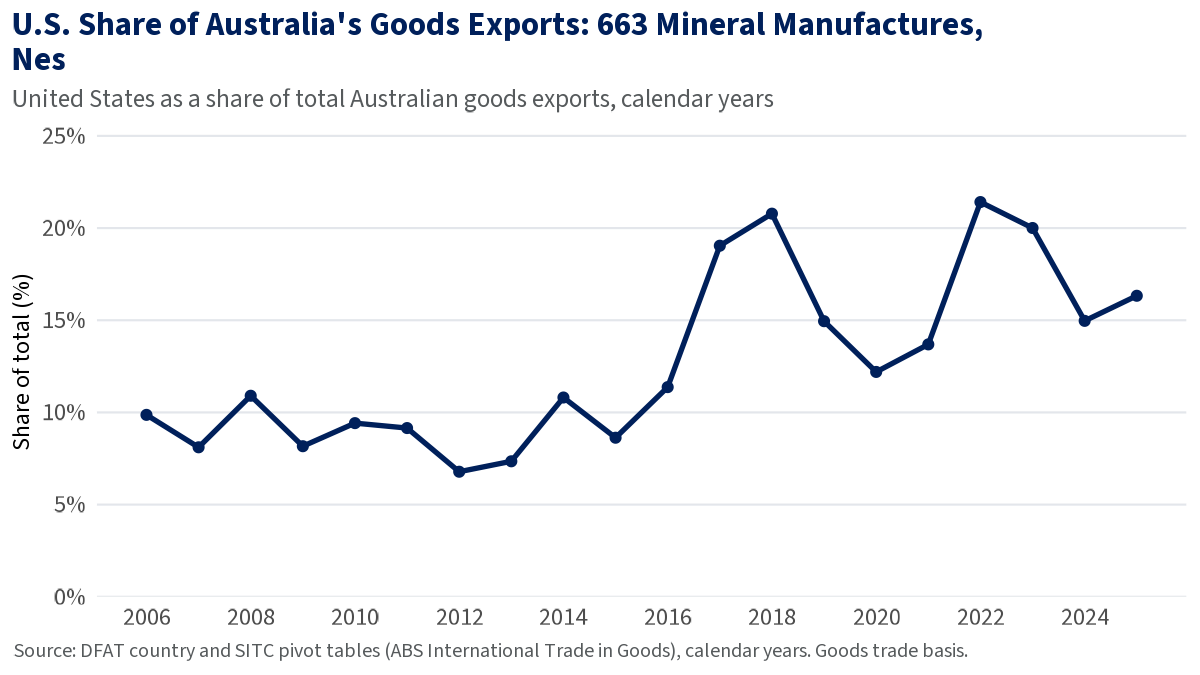 U.S. Share of Australia's Goods Exports: 663 Mineral Manufactures,
Nes
United States as a share of total Australian goods exports, calendar years
Share of total (%)
25%
20%
15%
10%
5%
0%
2006 2008 2010 2012 2014 2016 2018 2020 2022 2024
Source: DFAT country and SITC pivot tables (ABS International Trade in Goods), calendar years. Goods trade basis.